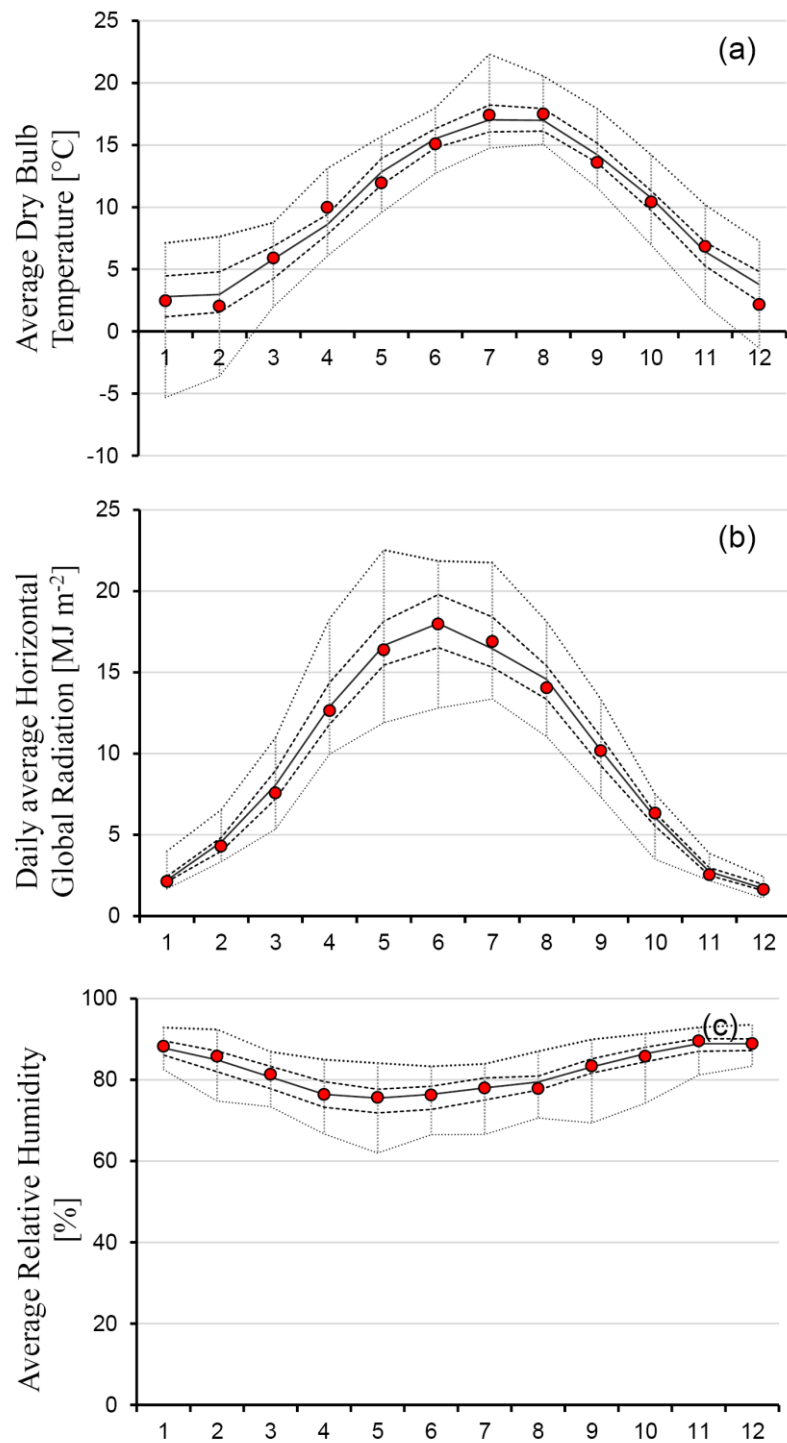 (a)
Average Dry Bulb
Temperature [°C]
25
20
15
10
5
0
-5
-10
1 2 3 4 5 6 7 8 9 10 11 12
(b)
Daily average Horizontal
Global Radiation [MJ m-2]
25
20
15
10
5
0
1 2 3 4 5 6 7 8 9 10 11 12
(c)
Average Relative Humidity
[%]
100
80
60
40
20
0
1 2 3 4 5 6 7 8 9 10 11 12